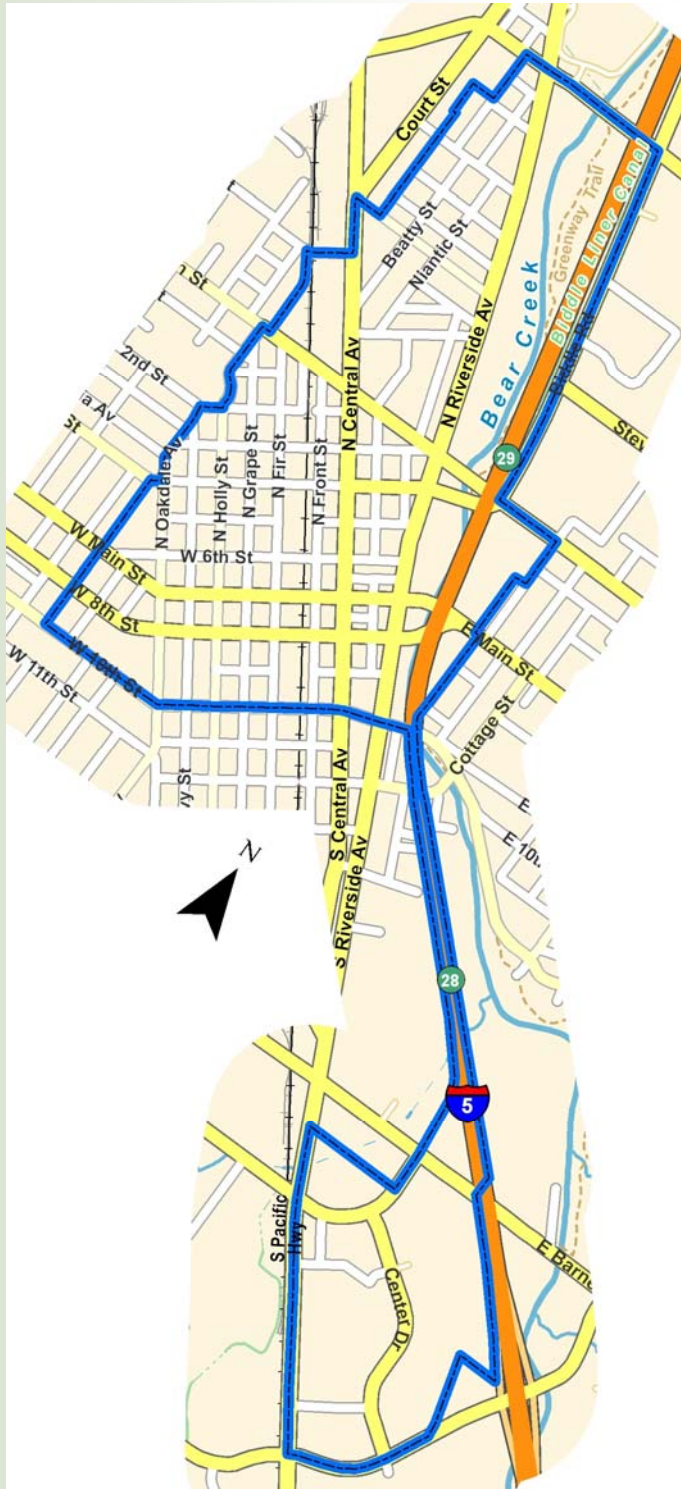 Court St
Beatty St
Niantic St
Greenway Trail
Biddle Liner Canal
Bear Creek
Biddle Rd
2nd St
N Central Av
N Riverside Av
St
N Oakdale Av
N Holly St
N Grape St
N Fir St
N Front St
29
W Main St
W 6th St
W 8th St
E Main St
W 10th St
W 11th St
Cottage St
S Central Av
S Riverside Av
N
28
5
S Pacific
Hwy
Center Dr